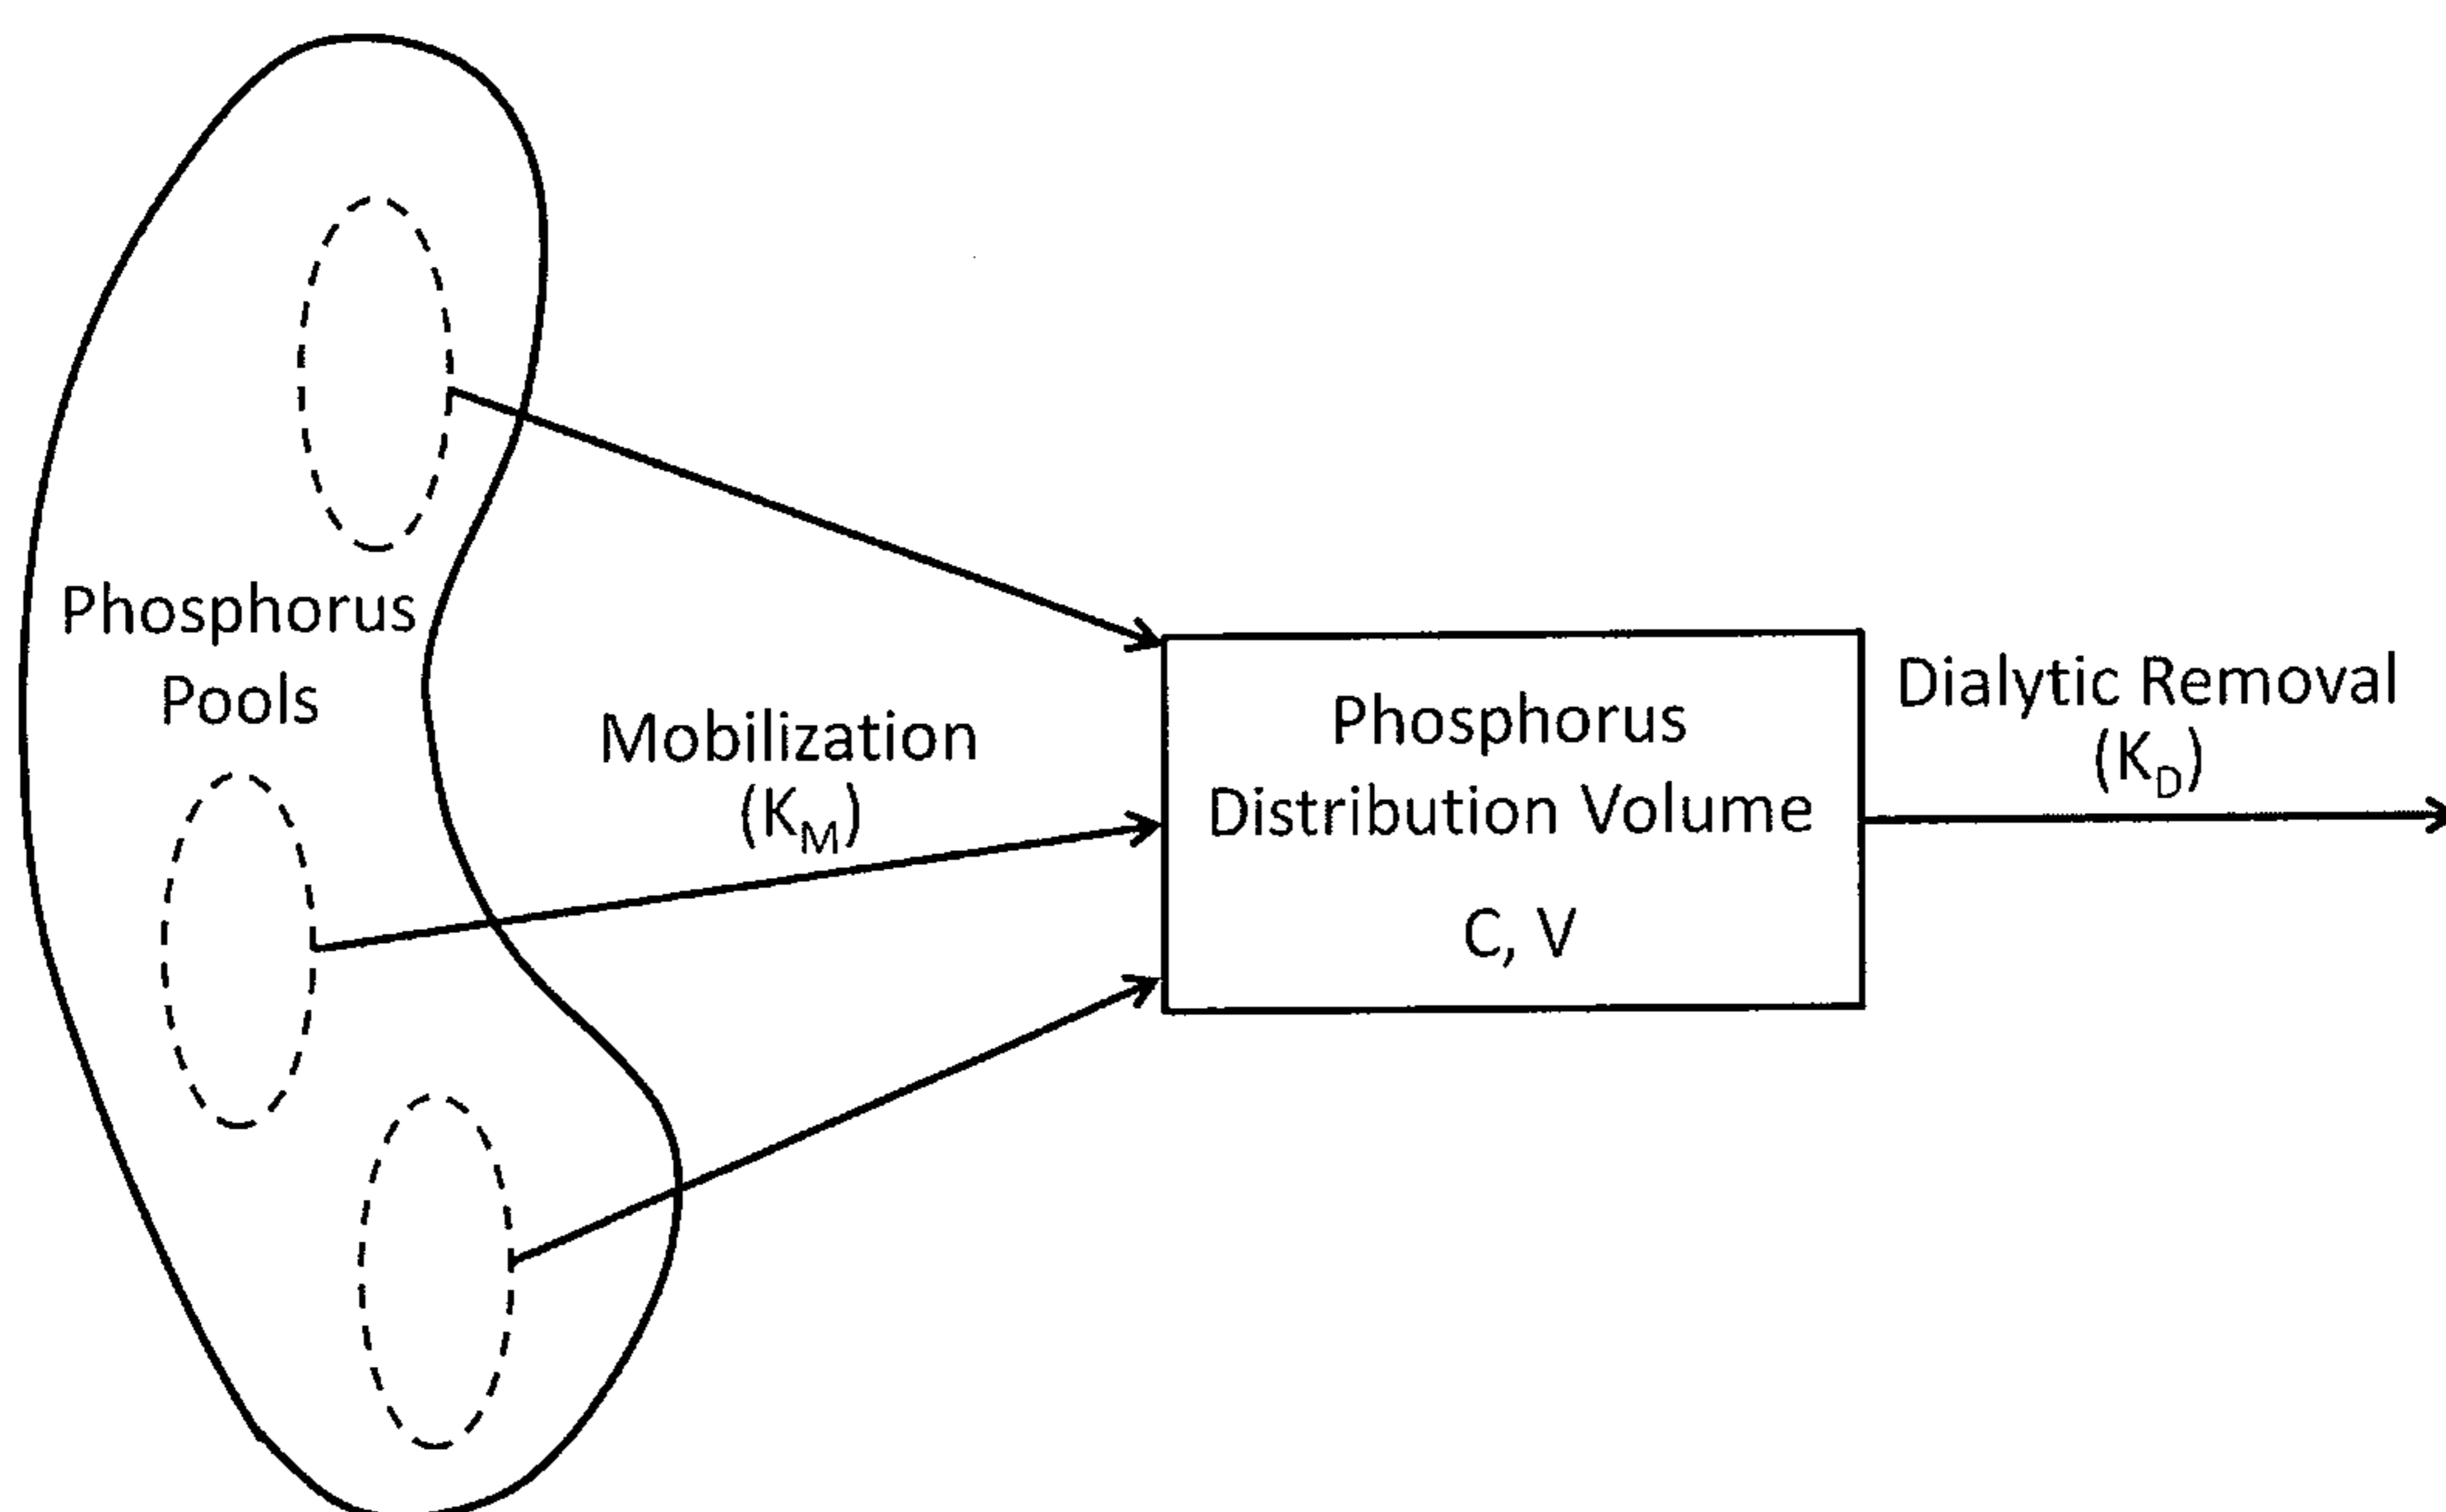 Phosphorus
Pools
Mobilization
(K_M)
Phosphorus
Distribution Volume
C, V
Dialytic Removal
(K_D)